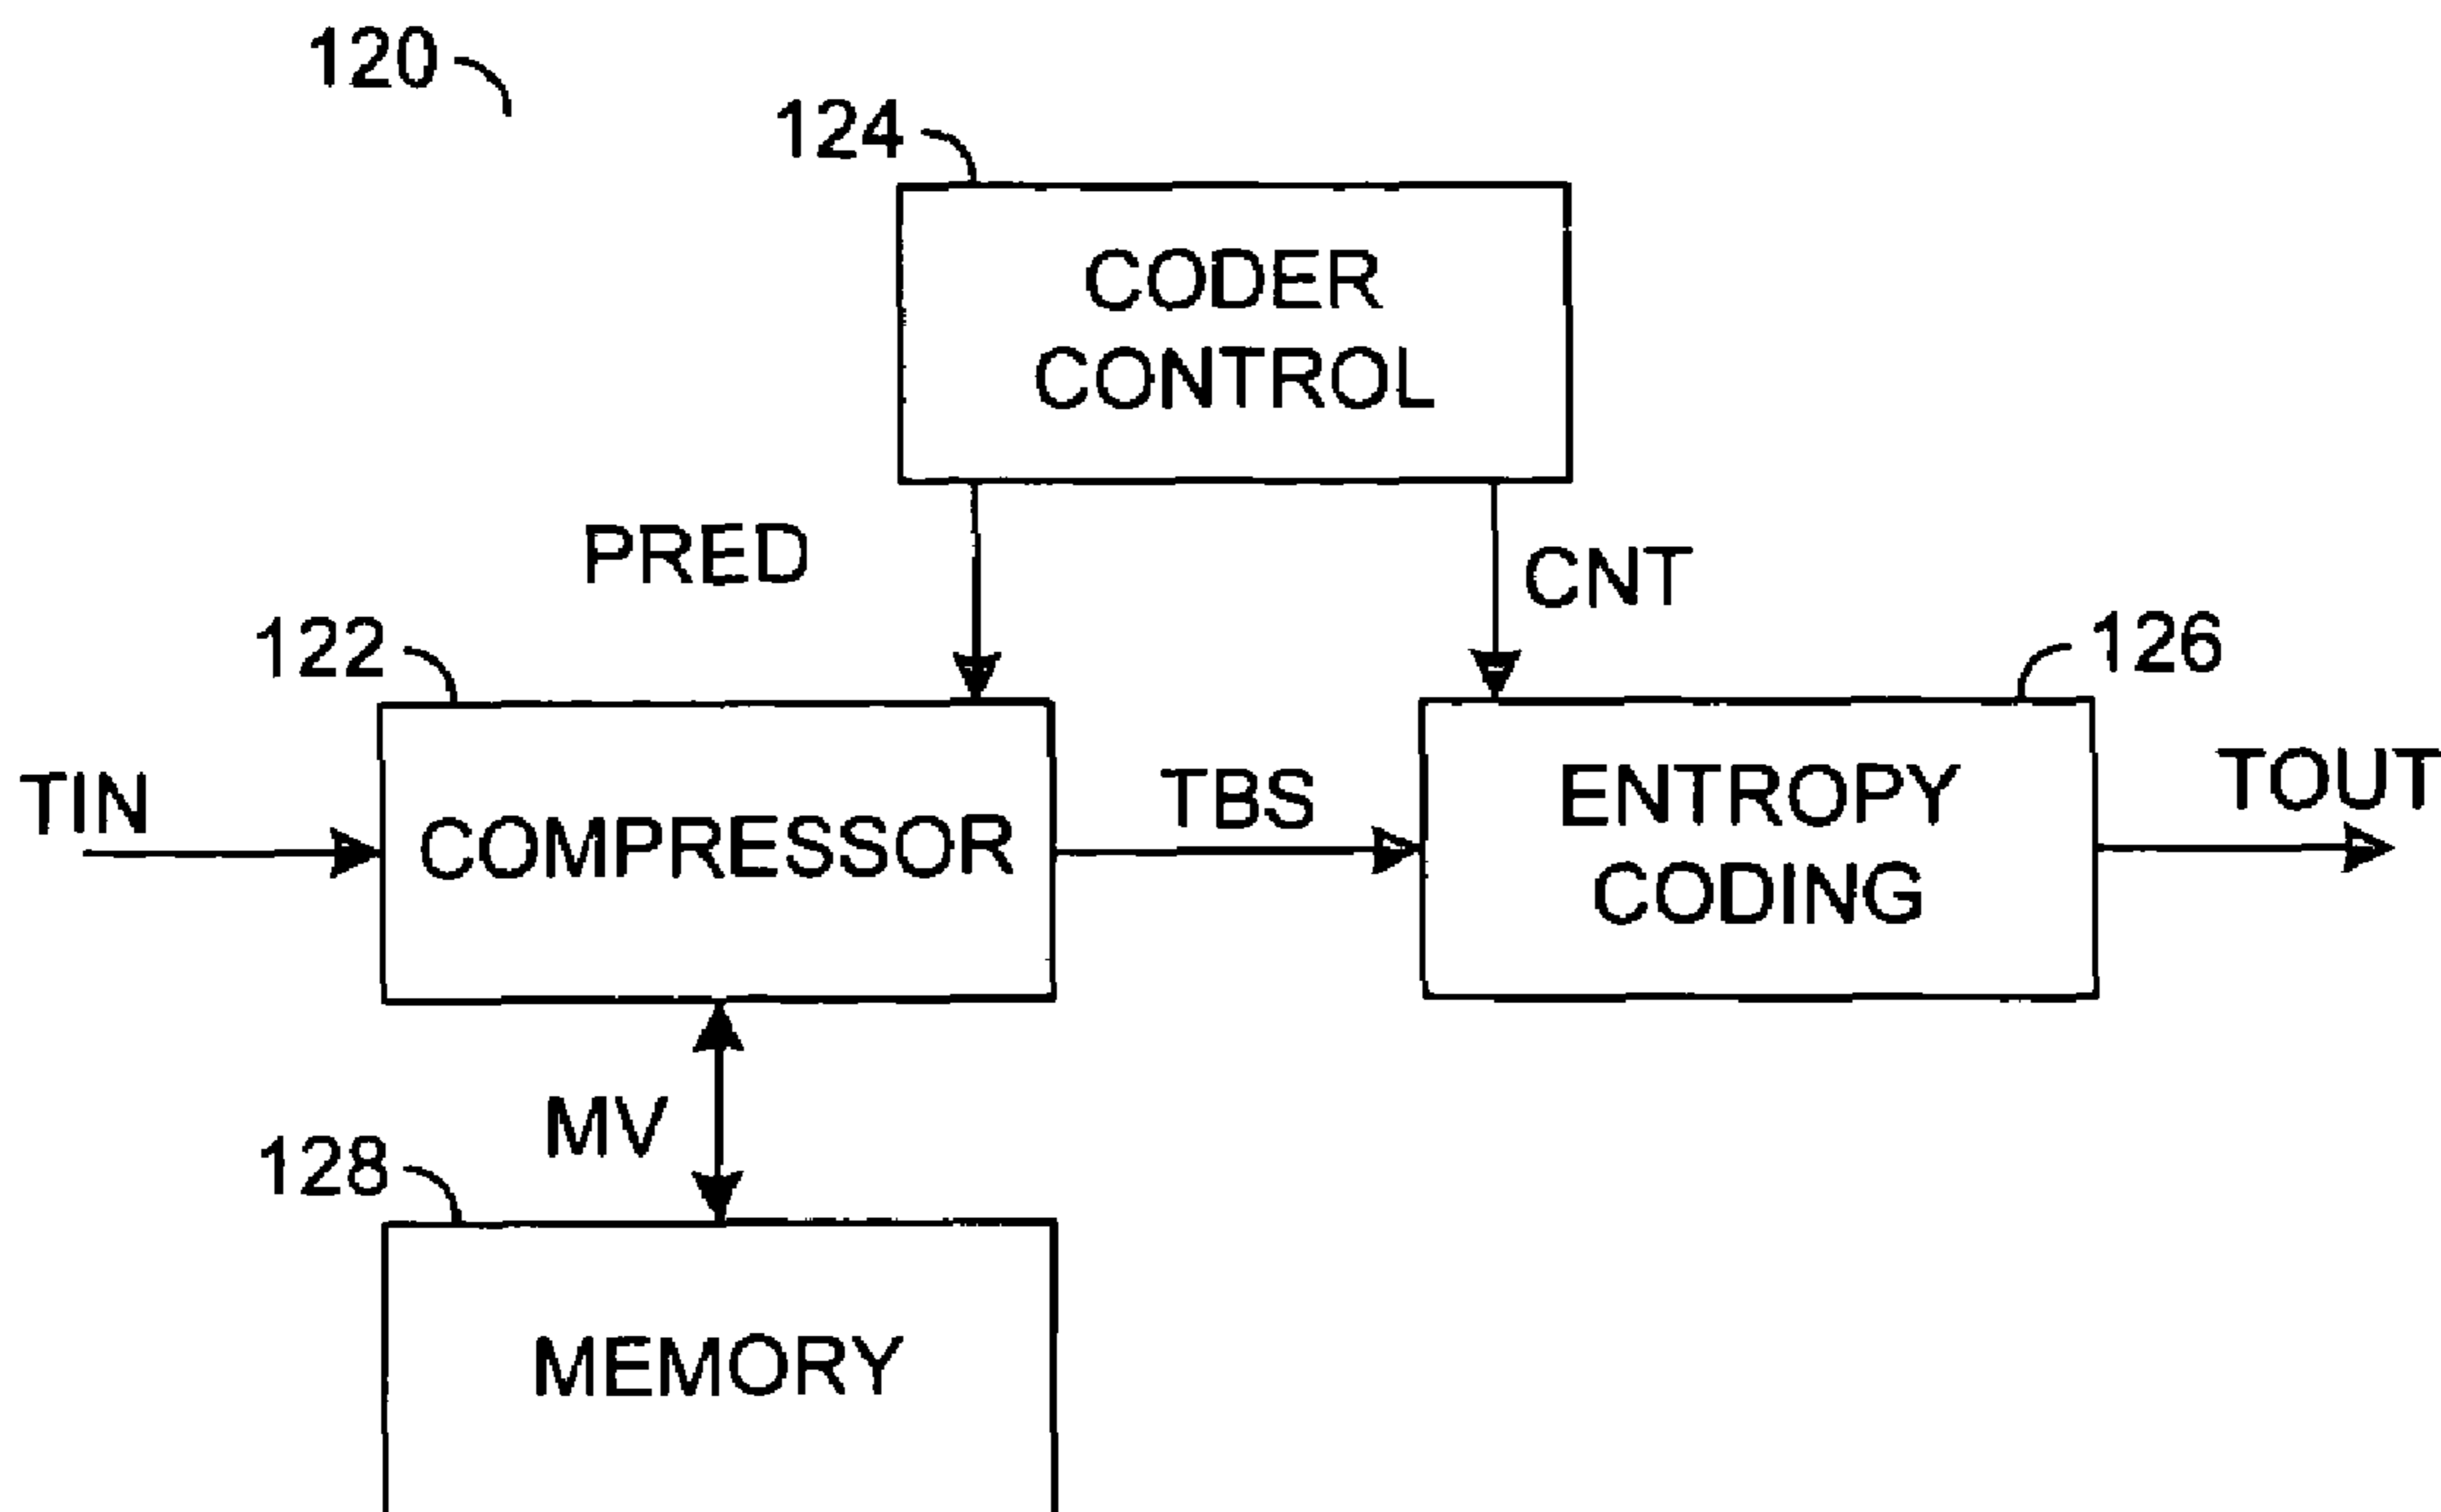 120
124
CODER
CONTROL
PRED
CNT
122
126
TIN
COMPRESSOR
TBS
ENTROPY
CODING
TOUT
MV
128
MEMORY